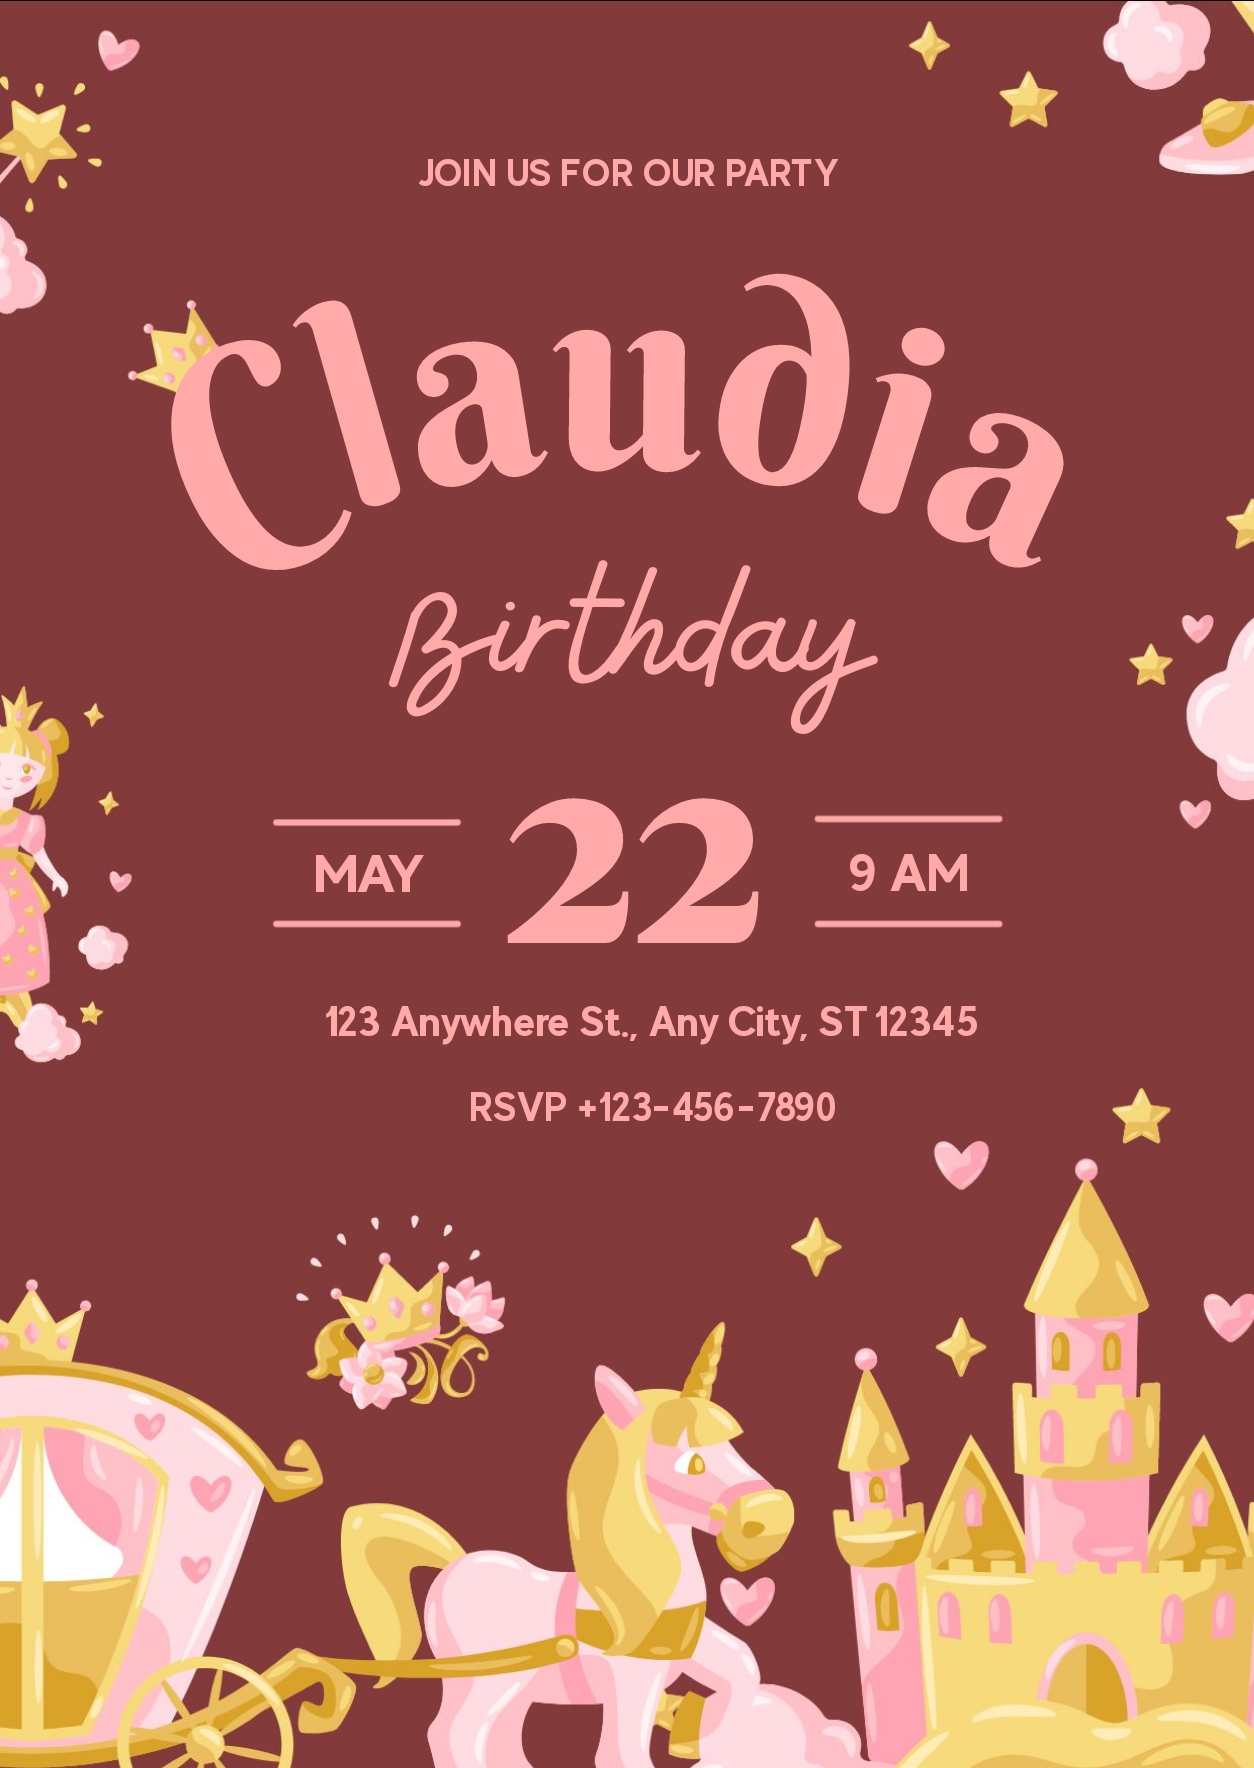 JOIN US FOR OUR PARTY
Claudia
Birthday
MAY 22 9 AM
123 Anywhere St., Any City, ST 12345
RSVP +123-456-7890